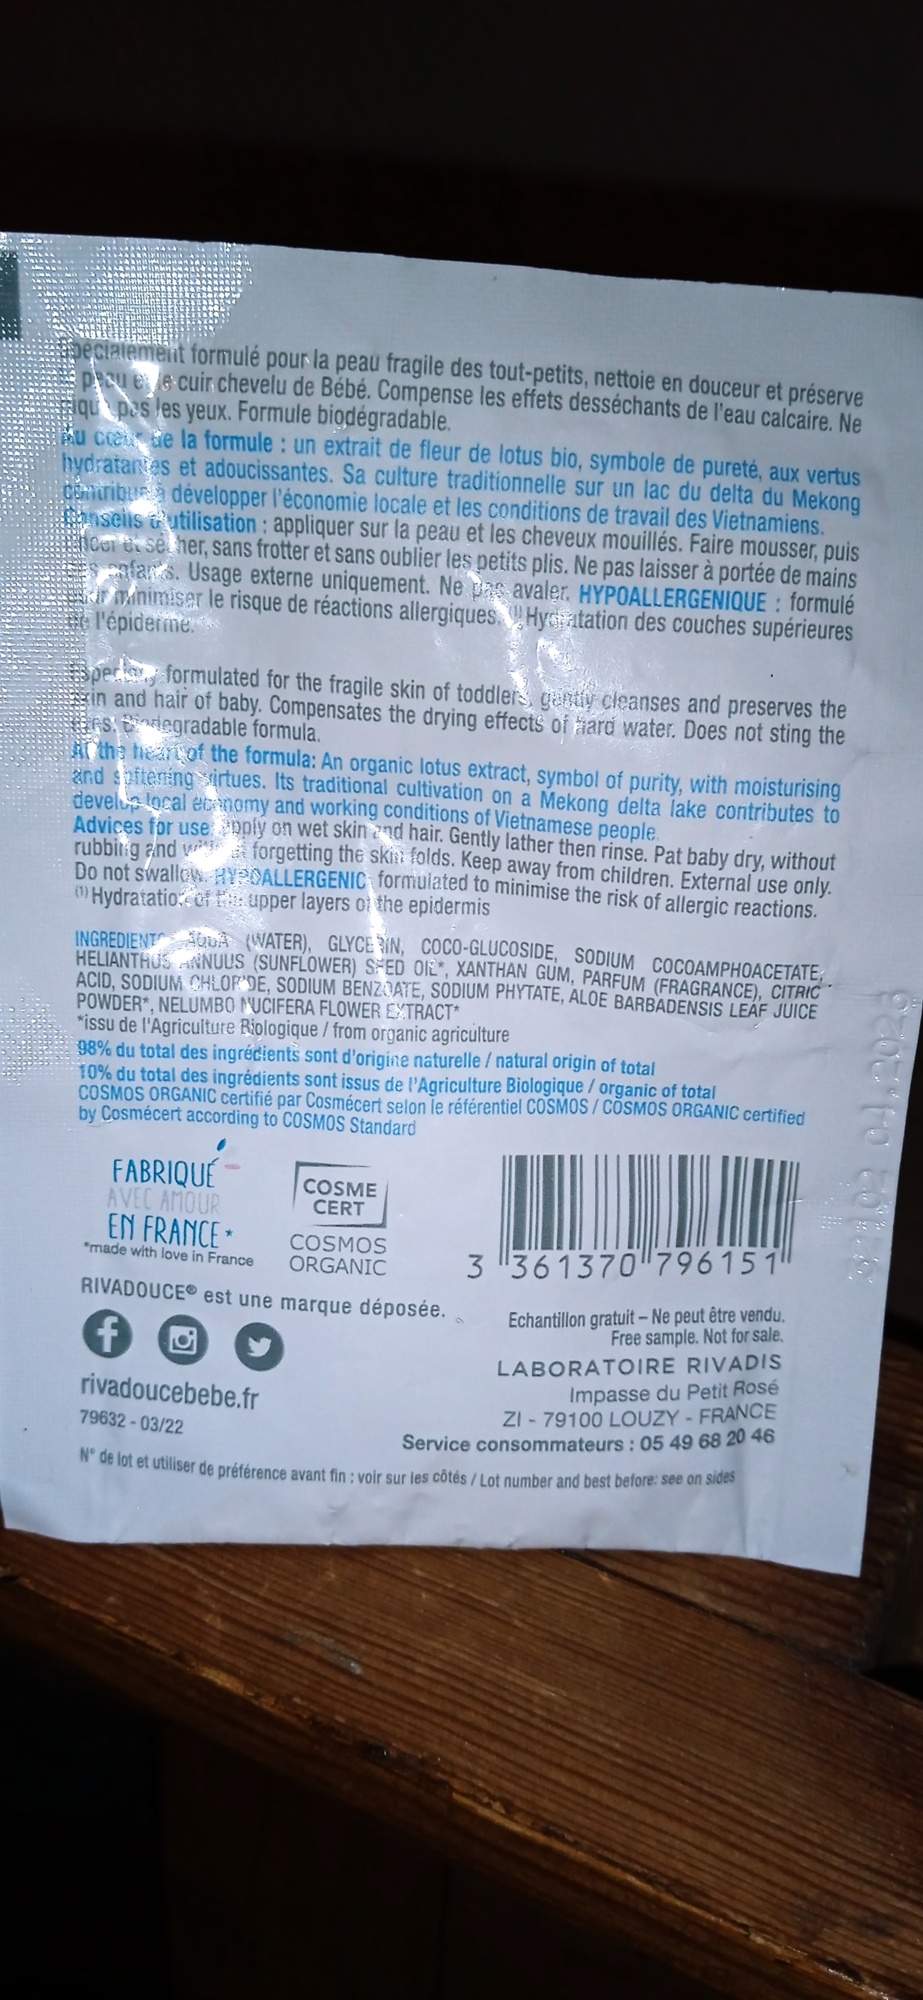 formulé pour la peau fragile des tout-petits, nettoie en douceur et préserve
cuir chevelu de Bébé. Compense les effets desséchants de l'eau calcaire. Ne
pas les yeux. Formule biodégradable.
de la formule : un extrait de fleur de lotus bio, symbole de pureté, aux vertus
hydratantes et adoucissantes. Sa culture traditionnelle sur un lac du delta du Mekong
développer l'économie locale et les conditions de travail des Vietnamiens.
utilisation : appliquer sur la peau et les cheveux mouillés. Faire mousser, puis
sans frotter et sans oublier les petits plis. Ne pas laisser à portée de mains
Usage externe uniquement. Ne pas avaler. HYPOALLERGENIQUE : formulé
minimiser le risque de réactions allergiques. Hydratation des couches supérieures
de l'épiderme.
formulated for the fragile skin of toddlers, gently cleanses and preserves the
skin and hair of baby. Compensates the drying effects of hard water. Does not sting the
formula.
At the heart of the formula: An organic lotus extract, symbol of purity, with moisturising
and softening virtues. Its traditional cultivation on a Mekong delta lake contributes to
develop local economy and working conditions of Vietnamese people.
Advices for use: apply on wet skin and hair. Gently lather then rinse. Pat baby dry, without
rubbing and forgetting the skin folds. Keep away from children. External use only.
Do not swallow. HYPOALLERGENIC formulated to minimise the risk of allergic reactions.
(1) Hydratation of the upper layers of the epidermis
INGREDIENTS AQUA (WATER), GLYCERIN, COCO-GLUCOSIDE, SODIUM COCOAMPHOACETATE,
HELIANTHUS ANNUUS (SUNFLOWER) SEED OIL*, XANTHAN GUM, PARFUM (FRAGRANCE), CITRIC
ACID, SODIUM CHLORIDE, SODIUM BENZOATE, SODIUM PHYTATE, ALOE BARBADENSIS LEAF JUICE
POWDER*, NELUMBO NUCIFERA FLOWER EXTRACT*
*issu de l'Agriculture Biologique / from organic agriculture
98% du total des ingrédients sont d'origine naturelle / natural origin of total
10% du total des ingrédients sont issus de l'Agriculture Biologique / organic of total
COSMOS ORGANIC certifié par Cosmécert selon le référentiel COSMOS / COSMOS ORGANIC certified
by Cosmécert according to COSMOS Standard
FABRIQUÉ
AVEC AMOUR
EN FRANCE*
*made with love in France
COSME
CERT
COSMOS
ORGANIC
3 361370 796151
RIVADOUCE® est une marque déposée.
Echantillon gratuit – Ne peut être vendu.
Free sample. Not for sale.
LABORATOIRE RIVADIS
Impasse du Petit Rosé
ZI - 79100 LOUZY - FRANCE
Service consommateurs : 05 49 68 20 46
rivadoucebebe.fr
79632 - 03/22
N° de lot et utiliser de préférence avant fin : voir sur les côtés / Lot number and best before: see on sides